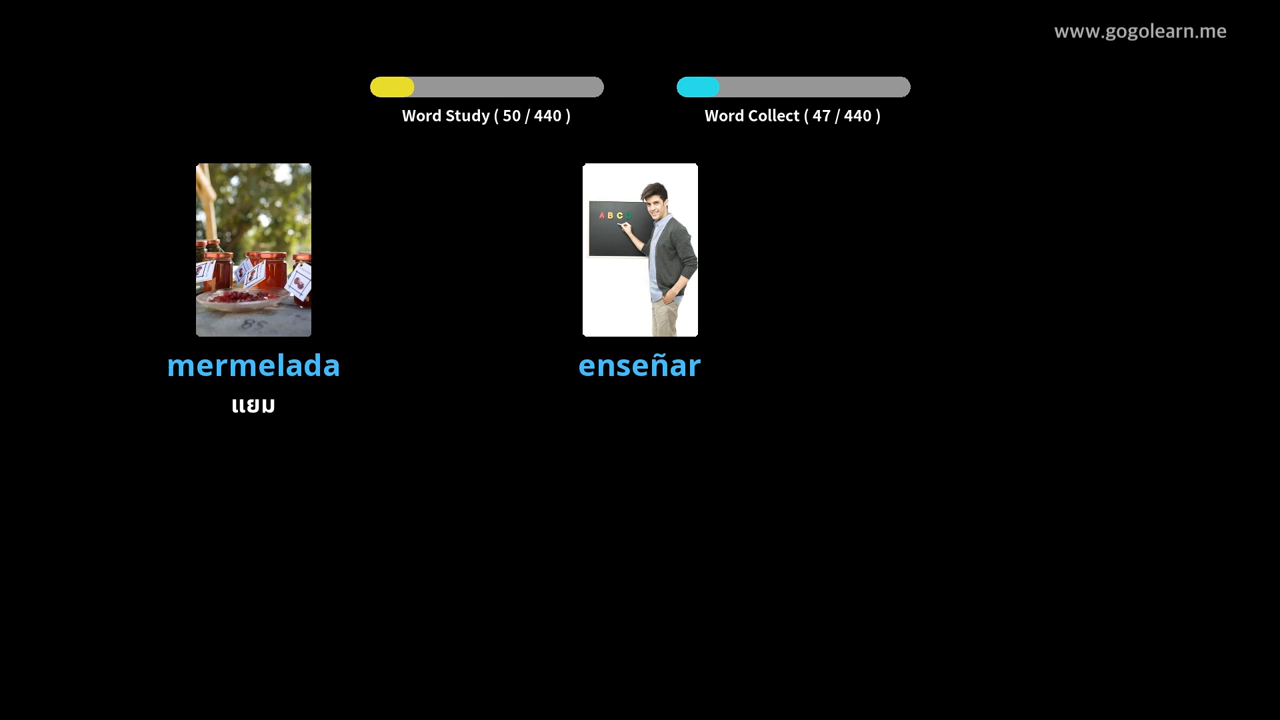 www.gogolearn.me
Word Study ( 50 / 440 )
Word Collect ( 47 / 440 )
A B C
mermelada
enseñar
แยม